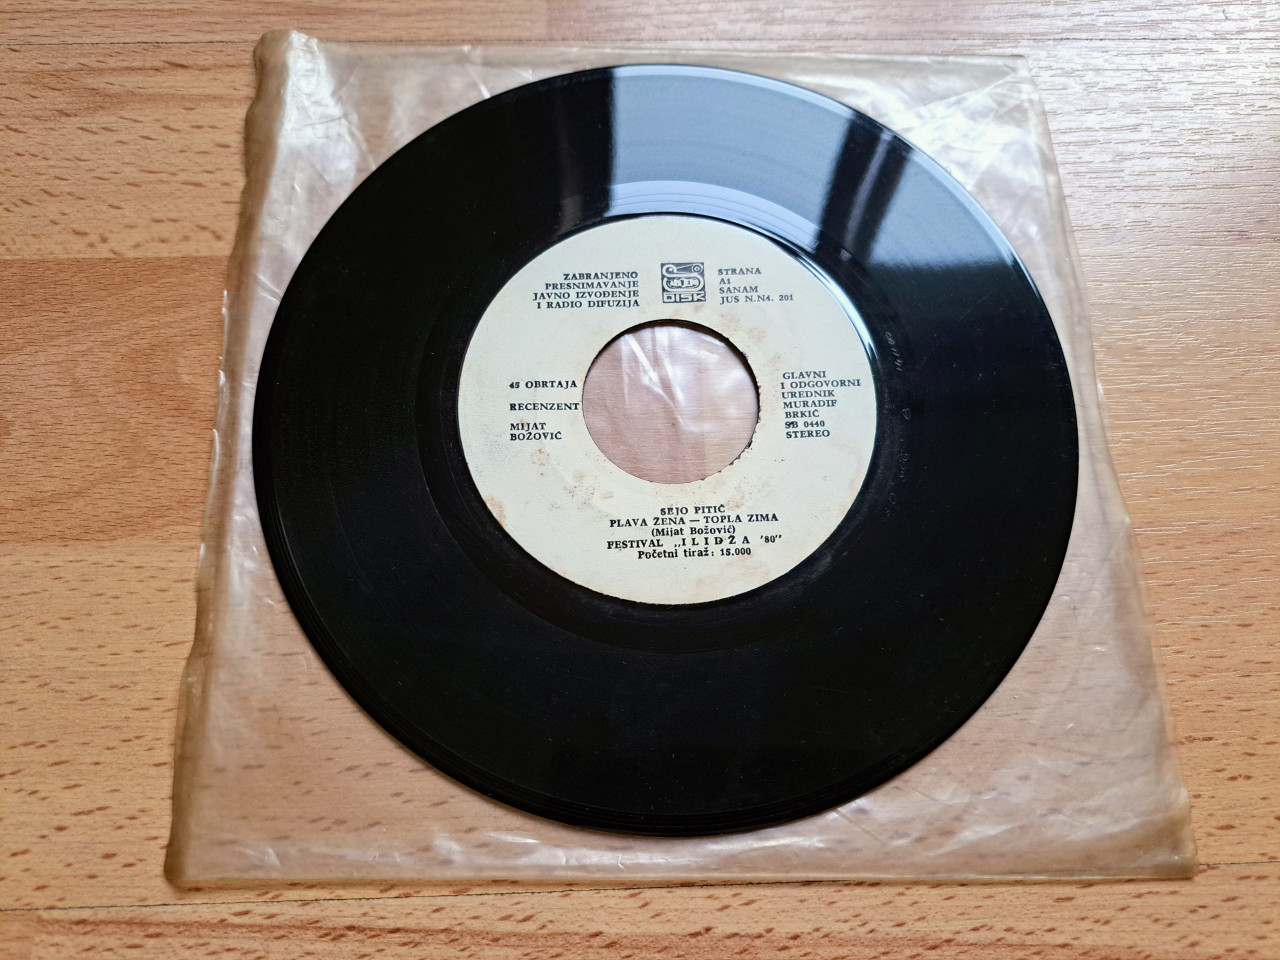 ZABRANJENO
PRESNIMAVANJE
JAVNO IZVOĐENJE
I RADIO DIFUZIJA
DISK
STRANA
A1
SANAM
JUS N.N4. 201
45 OBRTAJA
RECENZENT
MIJAT
BOŽOVIĆ
GLAVNI
I ODGOVORNI
UREDNIK
MURADIF
BRKIĆ
SB 0440
STEREO
SEJO PITIĆ
PLAVA ŽENA — TOPLA ZIMA
(Mijat Božović)
FESTIVAL „ILIDŽA '80"
Početni tiraž: 15.000